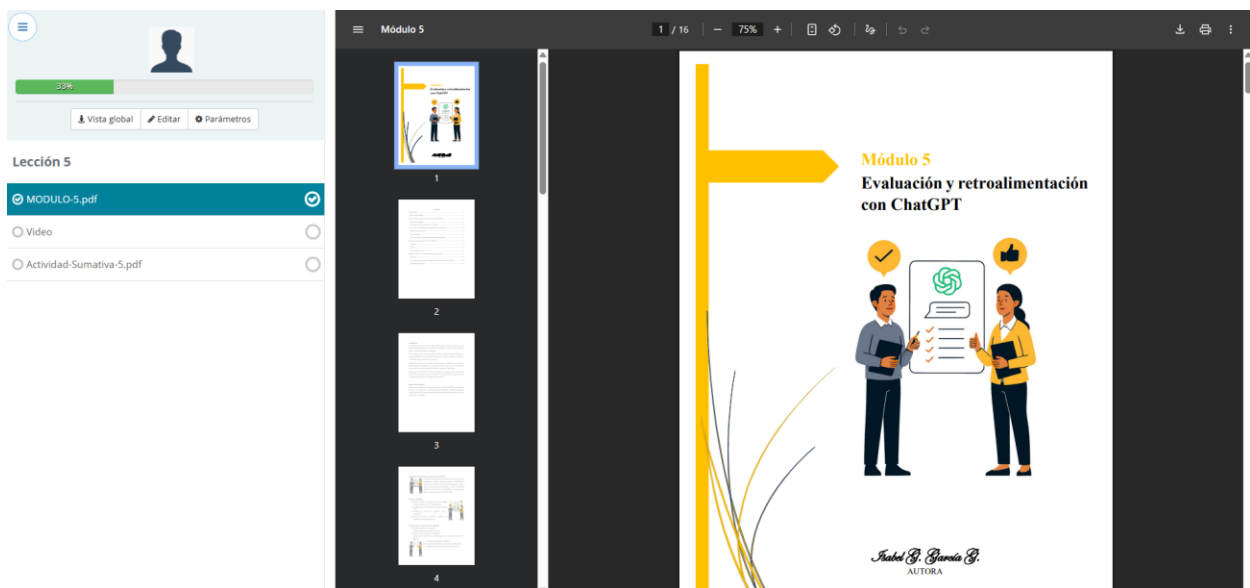 33%
Vista global
Editar
Parámetros
Lección 5
MODULO-5.pdf
Video
Actividad-Sumativa-5.pdf
Módulo 5
1 / 16
75%
1
2
3
4
Módulo 5
Evaluación y retroalimentación
con ChatGPT
Isabel G. García G.
AUTORA